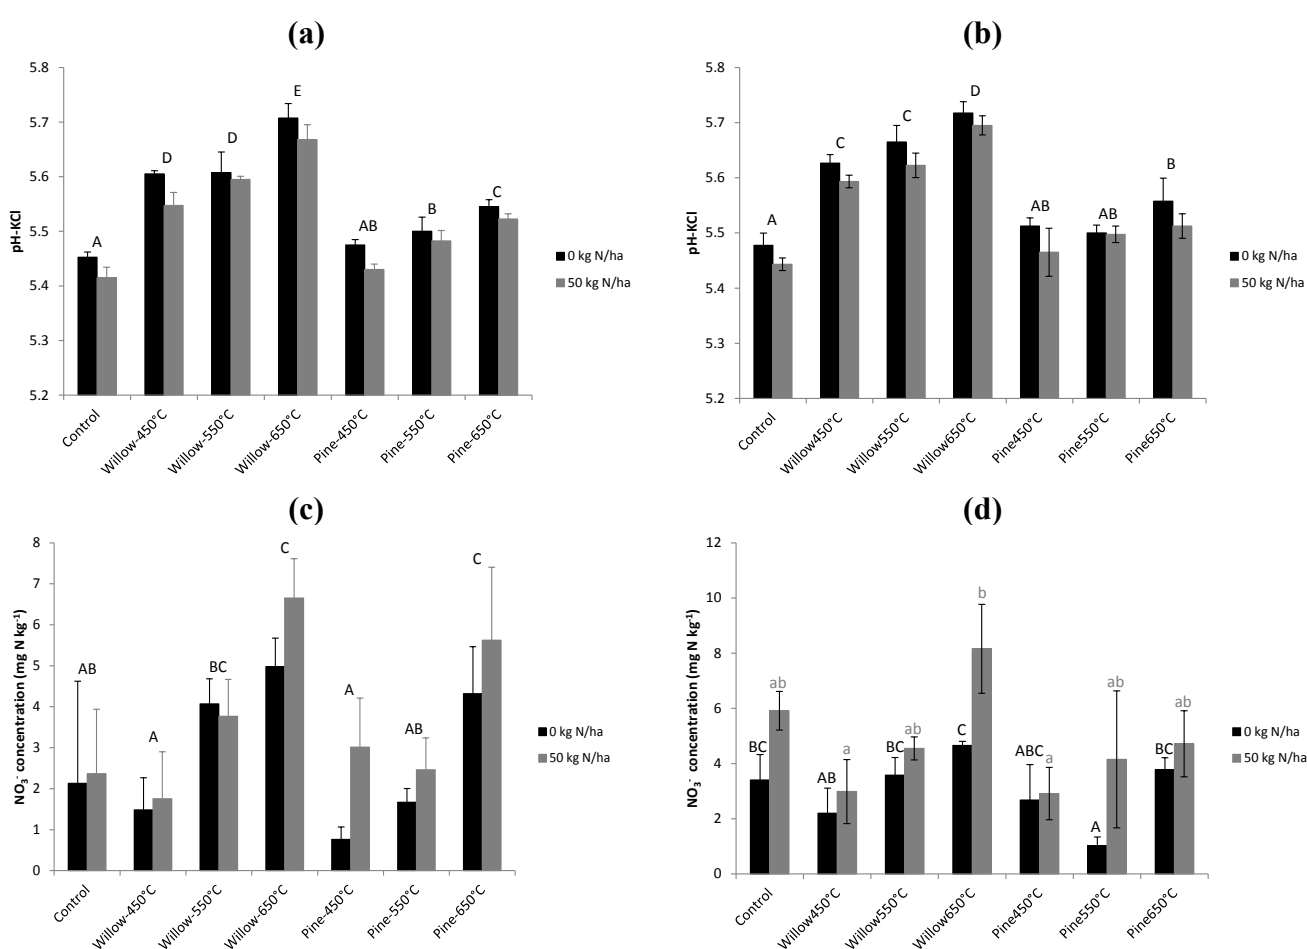 (a)
5.8
5.7
5.6
5.5
5.4
5.3
5.2
pH-KCl
A
D
D
E
AB
B
C
Control
Willow-450°C
Willow-550°C
Willow-650°C
Pine-450°C
Pine-550°C
Pine-650°C
0 kg N/ha
50 kg N/ha
(b)
5.8
5.7
5.6
5.5
5.4
5.3
5.2
pH-KCl
A
C
C
D
AB
AB
B
Control
Willow450°C
Willow550°C
Willow650°C
Pine450°C
Pine550°C
Pine650°C
0 kg N/ha
50 kg N/ha
(c)
8
7
6
5
4
3
2
1
0
NO₃⁻ concentration (mg N kg⁻¹)
AB
A
BC
C
A
AB
C
Control
Willow-450°C
Willow-550°C
Willow-650°C
Pine-450°C
Pine-550°C
Pine-650°C
0 kg N/ha
50 kg N/ha
(d)
12
10
8
6
4
2
0
NO₃⁻ concentration (mg N kg⁻¹)
BC
ab
AB
a
BC
ab
C
b
ABC
a
A
ab
BC
ab
Control
Willow450°C
Willow550°C
Willow650°C
Pine450°C
Pine550°C
Pine650°C
0 kg N/ha
50 kg N/ha